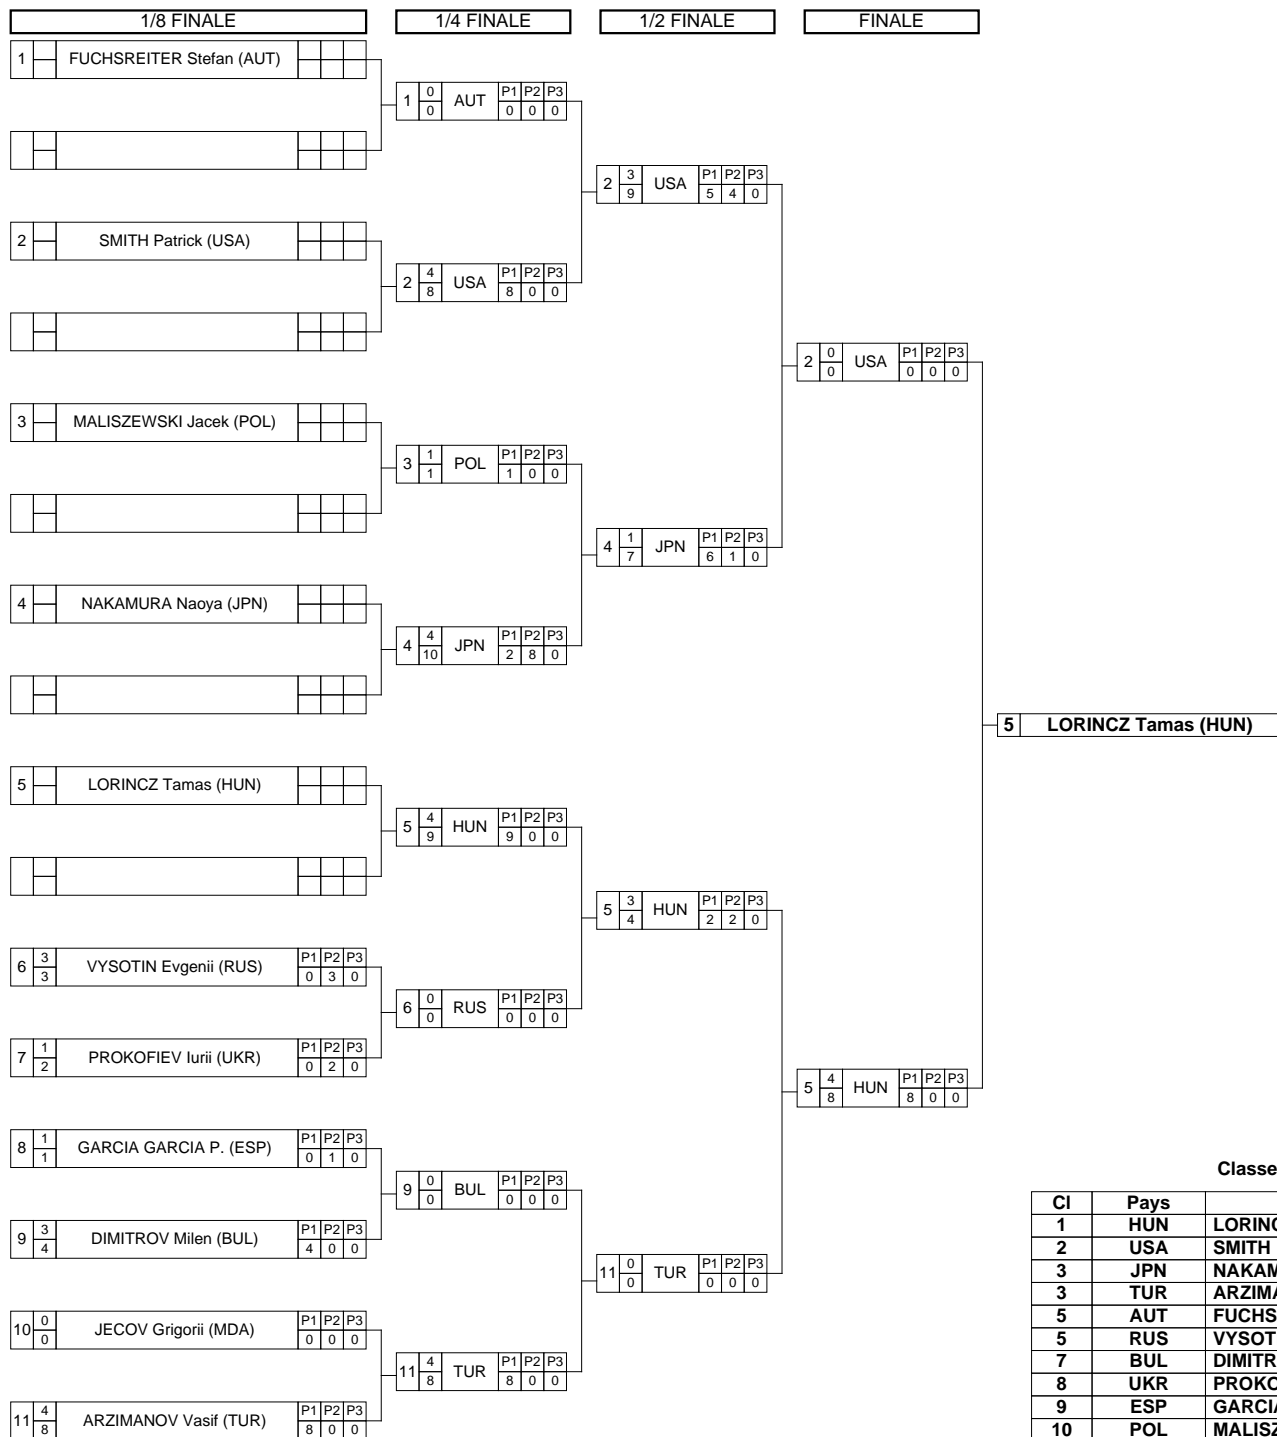 1/8 FINALE 1/4 FINALE 1/2 FINALE FINALE
1 FUCHSREITER Stefan (AUT)
1 0 AUT P1 P2 P3
0 0 0 0
2 3 USA P1 P2 P3
9 5 4 0
2 SMITH Patrick (USA)
2 4 USA P1 P2 P3
8 8 0 0
2 0 USA P1 P2 P3
0 0 0 0
3 MALISZEWSKI Jacek (POL)
3 1 POL P1 P2 P3
1 1 0 0
4 1 JPN P1 P2 P3
7 6 1 0
4 NAKAMURA Naoya (JPN)
4 4 JPN P1 P2 P3
10 2 8 0
5 LORINCZ Tamas (HUN)
5 LORINCZ Tamas (HUN)
5 4 HUN P1 P2 P3
9 9 0 0
5 3 HUN P1 P2 P3
4 2 2 0
6 3 VYSOTIN Evgenii (RUS) P1 P2 P3
3 0 3 0
6 0 RUS P1 P2 P3
0 0 0 0
7 1 PROKOFIEV Iurii (UKR) P1 P2 P3
2 0 2 0
5 4 HUN P1 P2 P3
8 8 0 0
8 1 GARCIA GARCIA P. (ESP) P1 P2 P3
1 0 1 0
9 0 BUL P1 P2 P3
0 0 0 0
9 3 DIMITROV Milen (BUL) P1 P2 P3
4 4 0 0
11 0 TUR P1 P2 P3
0 0 0 0
10 0 JECOV Grigorii (MDA) P1 P2 P3
0 0 0 0
11 4 TUR P1 P2 P3
8 8 0 0
11 4 ARZIMANOV Vasif (TUR) P1 P2 P3
8 8 0 0
Classe
Cl Pays
1 HUN LORINC
2 USA SMITH
3 JPN NAKAM
3 TUR ARZIMA
5 AUT FUCHS
5 RUS VYSOT
7 BUL DIMITR
8 UKR PROKO
9 ESP GARCIA
10 POL MALISZ